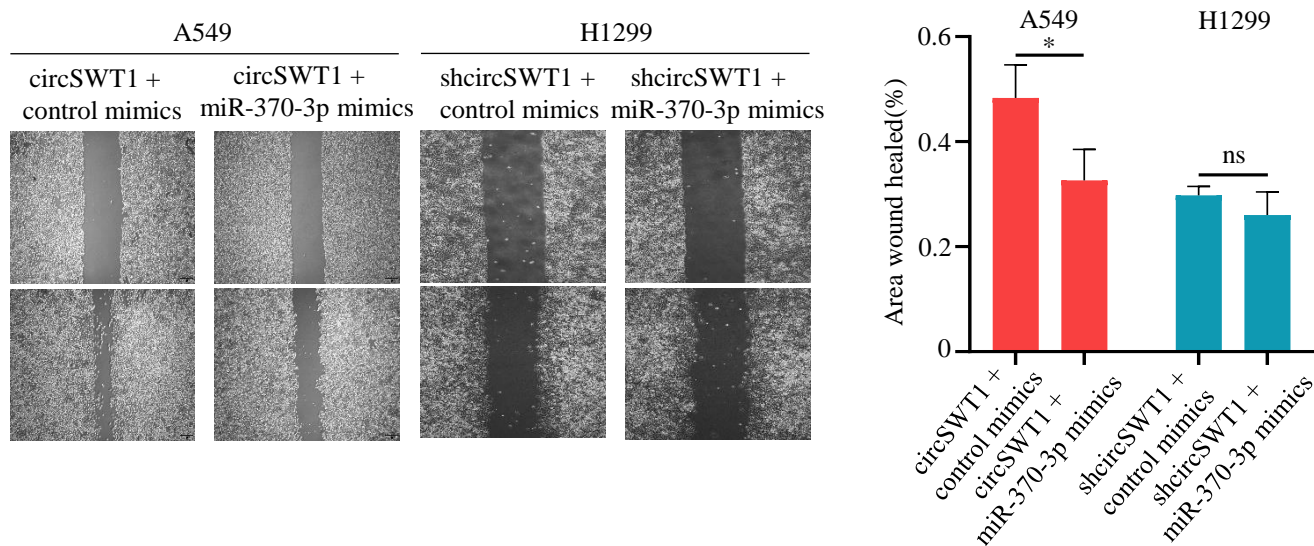 A549
H1299
circSWT1 +
control mimics
circSWT1 +
miR-370-3p mimics
shcircSWT1 +
control mimics
shcircSWT1 +
miR-370-3p mimics
A549
H1299
Area wound healed(%)
0.6
0.4
0.2
0
*
ns
circSWT1 +
control mimics
circSWT1 +
miR-370-3p mimics
shcircSWT1 +
control mimics
shcircSWT1 +
miR-370-3p mimics